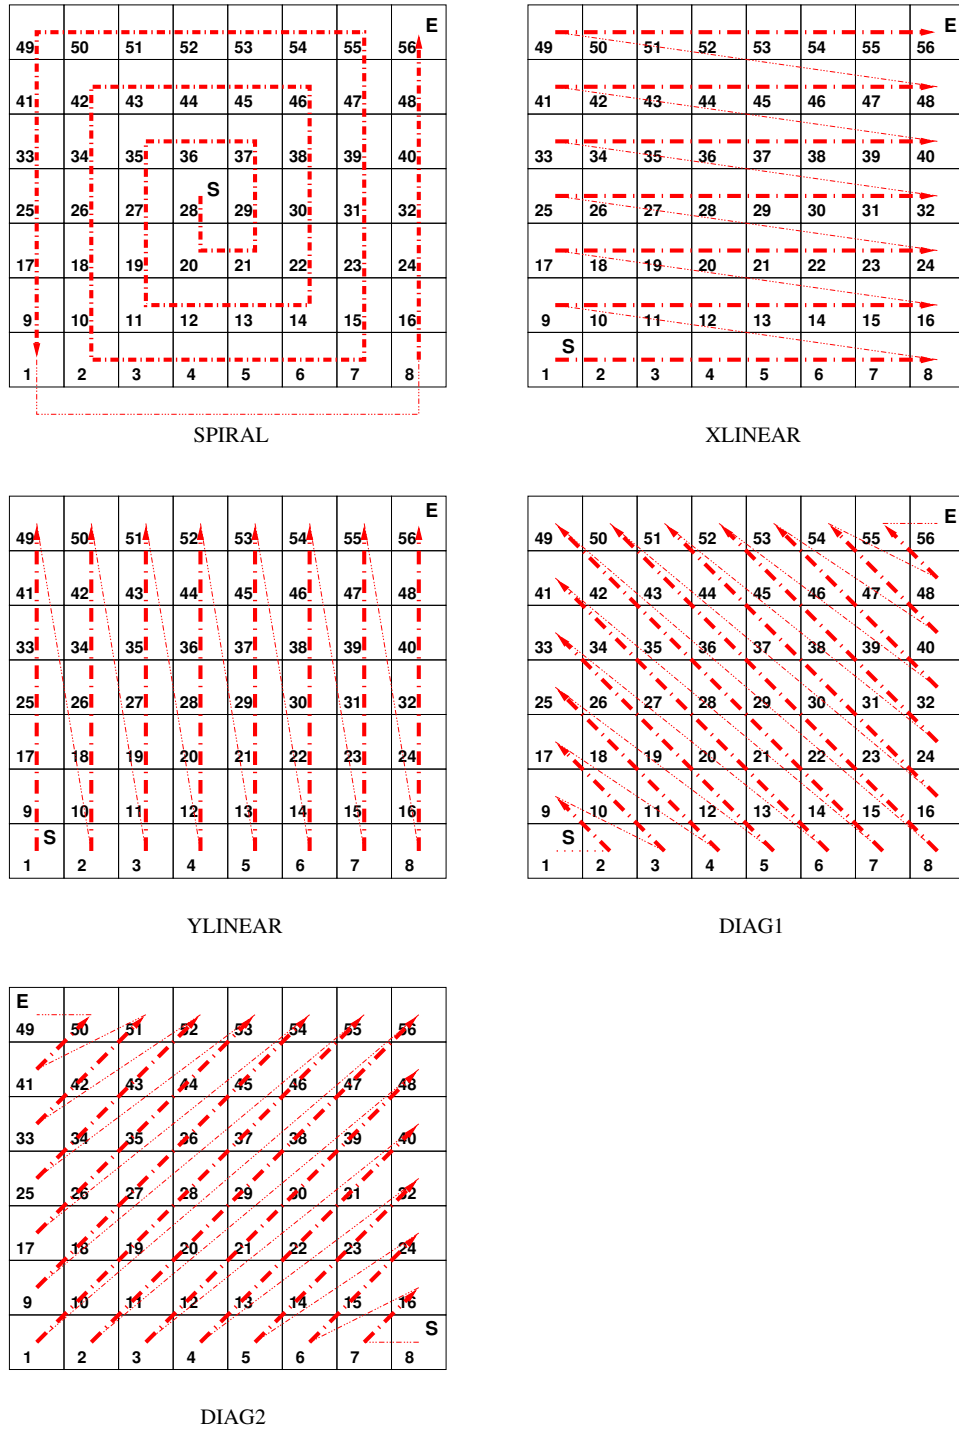 E
49 50 51 52 53 54 55 56
41 42 43 44 45 46 47 48
33 34 35 36 37 38 39 40
S
25 26 27 28 29 30 31 32
17 18 19 20 21 22 23 24
9 10 11 12 13 14 15 16
1 2 3 4 5 6 7 8
SPIRAL
E
49 50 51 52 53 54 55 56
41 42 43 44 45 46 47 48
33 34 35 36 37 38 39 40
25 26 27 28 29 30 31 32
17 18 19 20 21 22 23 24
9 10 11 12 13 14 15 16
S
1 2 3 4 5 6 7 8
XLINEAR
E
49 50 51 52 53 54 55 56
41 42 43 44 45 46 47 48
33 34 35 36 37 38 39 40
25 26 27 28 29 30 31 32
17 18 19 20 21 22 23 24
9 10 11 12 13 14 15 16
S
1 2 3 4 5 6 7 8
YLINEAR
E
49 50 51 52 53 54 55 56
41 42 43 44 45 46 47 48
33 34 35 36 37 38 39 40
25 26 27 28 29 30 31 32
17 18 19 20 21 22 23 24
9 10 11 12 13 14 15 16
S
1 2 3 4 5 6 7 8
DIAG1
E
49 50 51 52 53 54 55 56
41 42 43 44 45 46 47 48
33 34 35 36 37 38 39 40
25 26 27 28 29 30 31 32
17 18 19 20 21 22 23 24
9 10 11 12 13 14 15 16
S
1 2 3 4 5 6 7 8
DIAG2